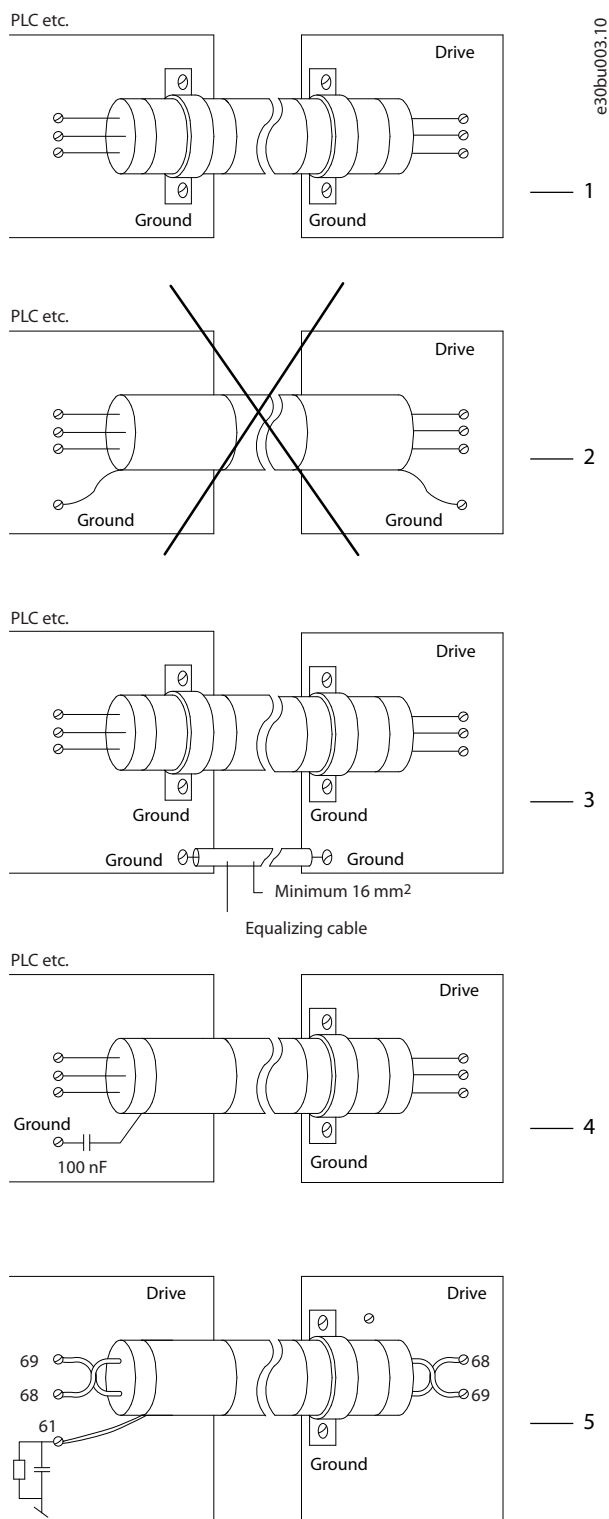 PLC etc.
Drive
e30bu003.10
Ground
Ground
1
PLC etc.
Drive
Ground
Ground
2
PLC etc.
Drive
Ground
Ground
3
Ground
Ground
Minimum 16 mm2
Equalizing cable
PLC etc.
Drive
Ground
100 nF
Ground
4
Drive
Drive
69
68
68
69
61
5
Ground